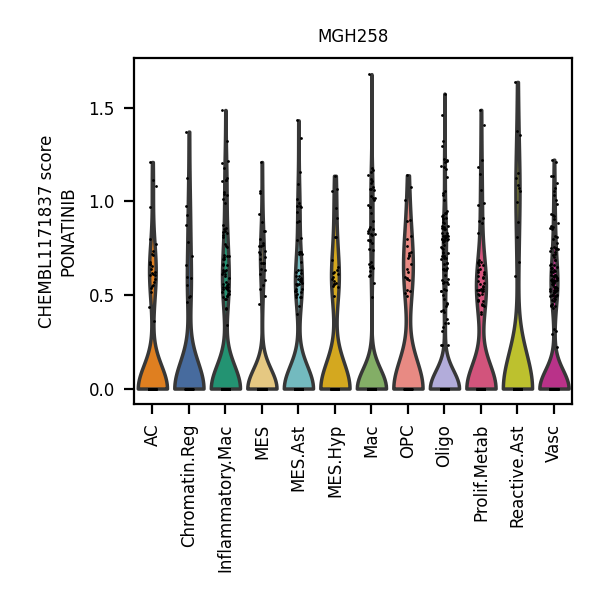 MGH258
CHEMBL1171837 score
PONATINIB
1.5
1.0
0.5
0.0
AC
Chromatin.Reg
Inflammatory.Mac
MES
MES.Ast
MES.Hyp
Mac
OPC
Oligo
Prolif.Metab
Reactive.Ast
Vasc